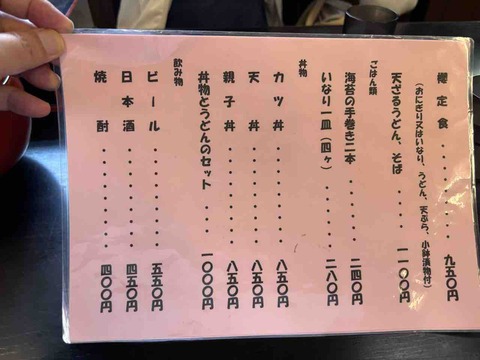 櫻定食・・・・・・・・九五〇円
（おにぎり又はいなり、うどん、天ぷら、小鉢漬物付）
天ざるうどん、そば・・・・・一一〇〇円
ごはん類
海苔の手巻き二本・・・・・二四〇円
いなり一皿（四ヶ）・・・・二八〇円
丼物
カツ丼・・・・・・・・八五〇円
天丼・・・・・・・・八五〇円
親子丼・・・・・・・・八五〇円
丼物とうどんのセット・・・一〇〇〇円
飲み物
ビール・・・・・・・・五五〇円
日本酒・・・・・・・・四五〇円
焼酎・・・・・・・・四〇〇円